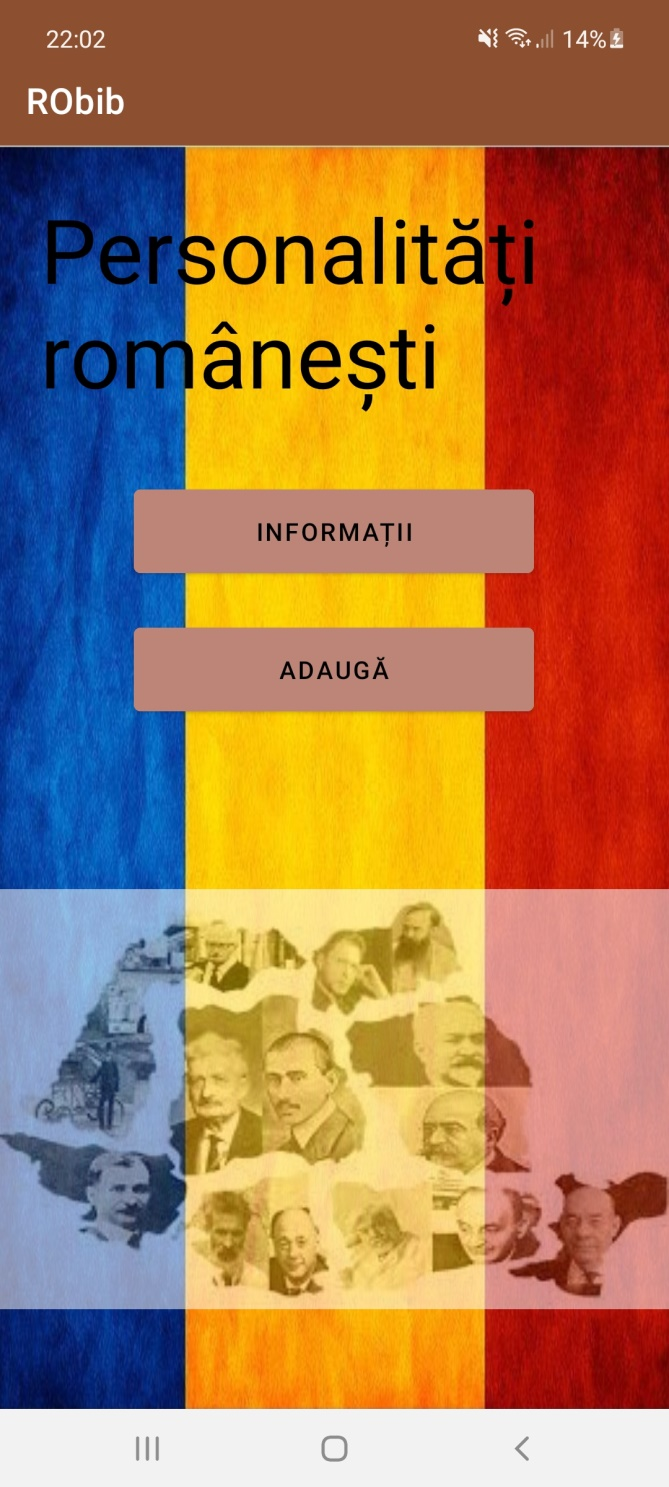 22:02
14%
RObib
Personalități
românești
INFORMAȚII
ADAUGĂ